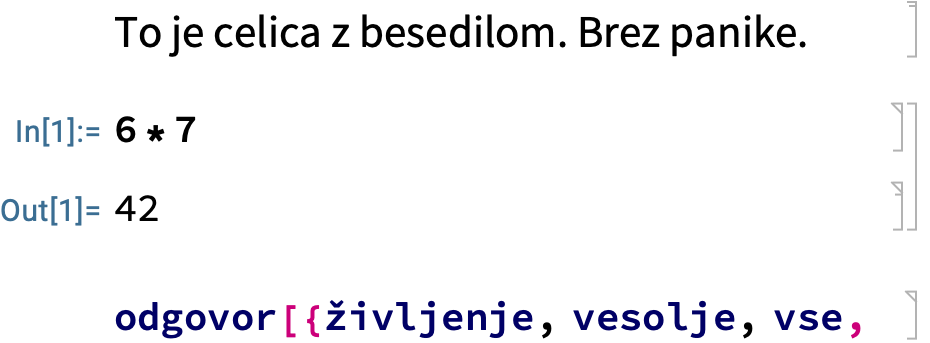 To je celica z besedilom. Brez panike.
In[1]:= 6 * 7
Out[1]= 42
odgovor[{življenje, vesolje, vse,